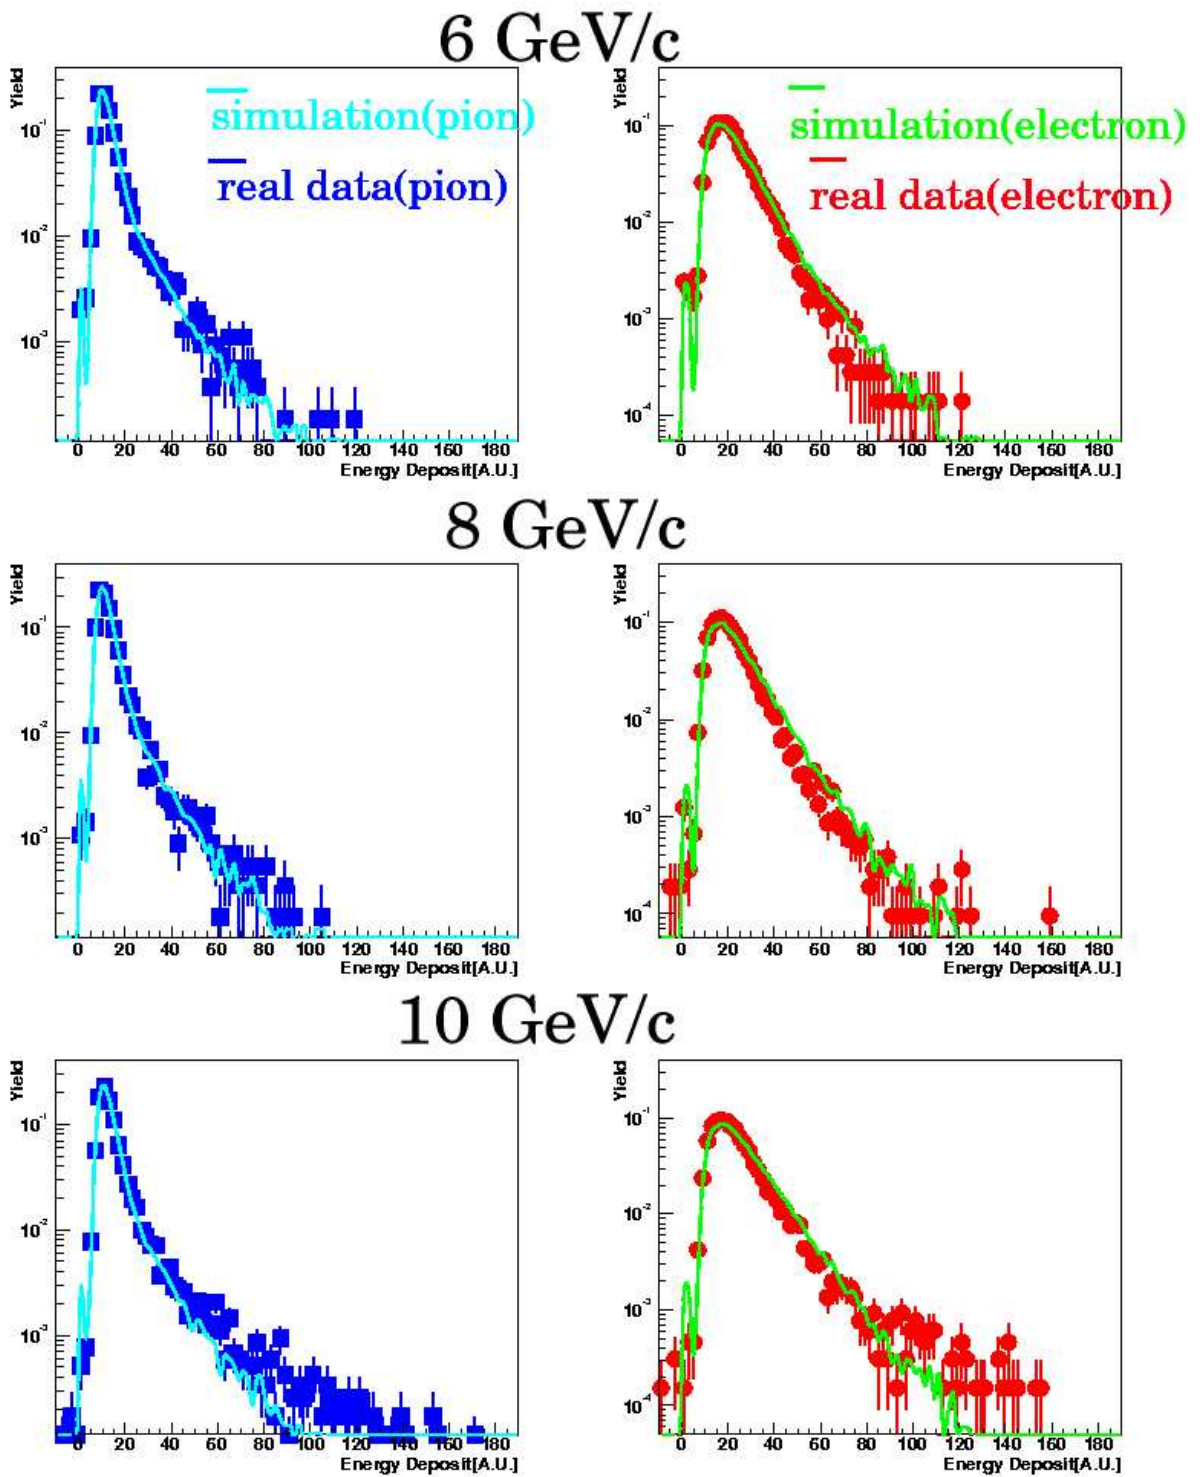 6 GeV/c
Yield
simulation(pion)
real data(pion)
10⁻¹
10⁻²
10⁻³
0 20 40 60 80 100 120 140 160 180
Energy Deposit[A.U.]
Yield
simulation(electron)
real data(electron)
10⁻¹
10⁻²
10⁻³
10⁻⁴
0 20 40 60 80 100 120 140 160 180
Energy Deposit[A.U.]
8 GeV/c
Yield
10⁻¹
10⁻²
10⁻³
0 20 40 60 80 100 120 140 160 180
Energy Deposit[A.U.]
Yield
10⁻¹
10⁻²
10⁻³
10⁻⁴
0 20 40 60 80 100 120 140 160 180
Energy Deposit[A.U.]
10 GeV/c
Yield
10⁻¹
10⁻²
10⁻³
0 20 40 60 80 100 120 140 160 180
Energy Deposit[A.U.]
Yield
10⁻¹
10⁻²
10⁻³
10⁻⁴
0 20 40 60 80 100 120 140 160 180
Energy Deposit[A.U.]